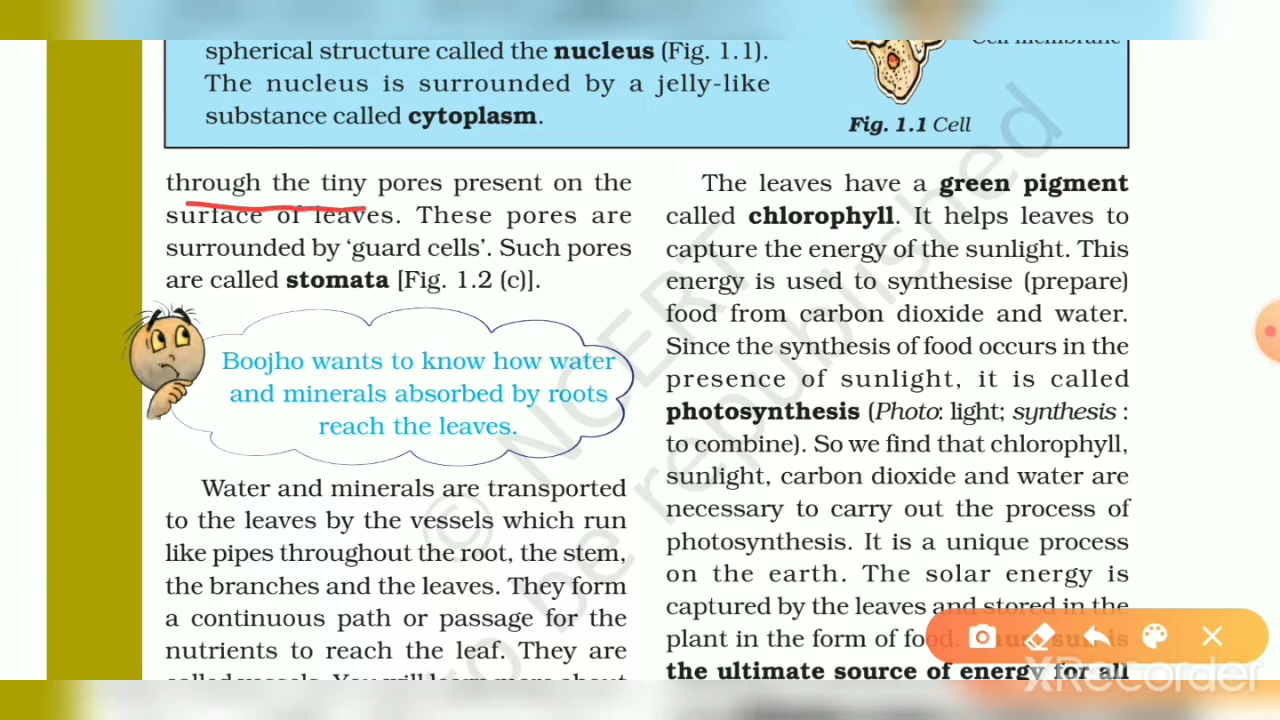 spherical structure called the nucleus (Fig. 1.1).
The nucleus is surrounded by a jelly-like
substance called cytoplasm.
Cell membrane
Fig. 1.1 Cell
through the tiny pores present on the
surface of leaves. These pores are
surrounded by ‘guard cells’. Such pores
are called stomata [Fig. 1.2 (c)].
Boojho wants to know how water
and minerals absorbed by roots
reach the leaves.
Water and minerals are transported
to the leaves by the vessels which run
like pipes throughout the root, the stem,
the branches and the leaves. They form
a continuous path or passage for the
nutrients to reach the leaf. They are
The leaves have a green pigment
called chlorophyll. It helps leaves to
capture the energy of the sunlight. This
energy is used to synthesise (prepare)
food from carbon dioxide and water.
Since the synthesis of food occurs in the
presence of sunlight, it is called
photosynthesis (Photo: light; synthesis :
to combine). So we find that chlorophyll,
sunlight, carbon dioxide and water are
necessary to carry out the process of
photosynthesis. It is a unique process
on the earth. The solar energy is
captured by the leaves and stored in the
plant in the form of food. sun is
the ultimate source of energy for all
© NCERT
to be republished
XRecorder